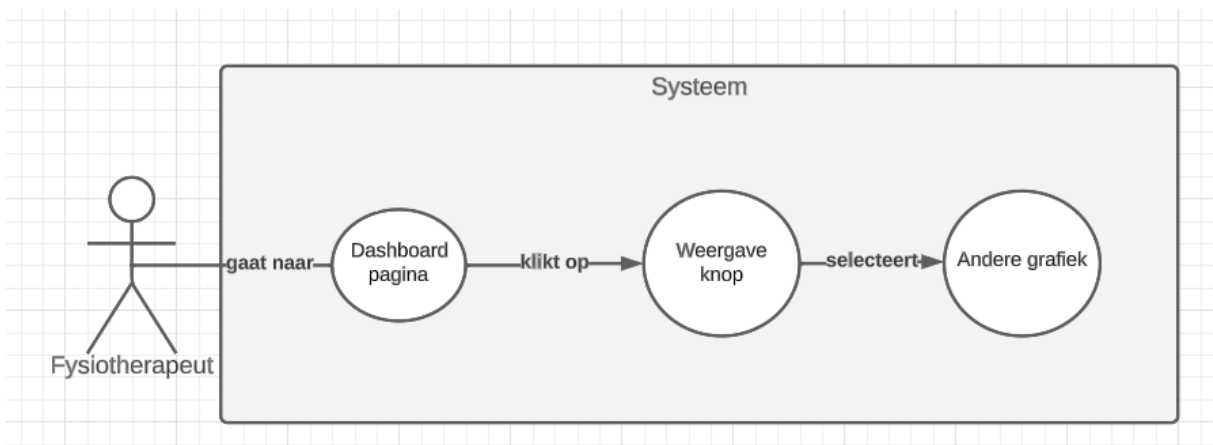 Systeem
gaat naar
Dashboard
pagina
klikt op
Weergave
knop
selecteert
Andere grafiek
Fysiotherapeut